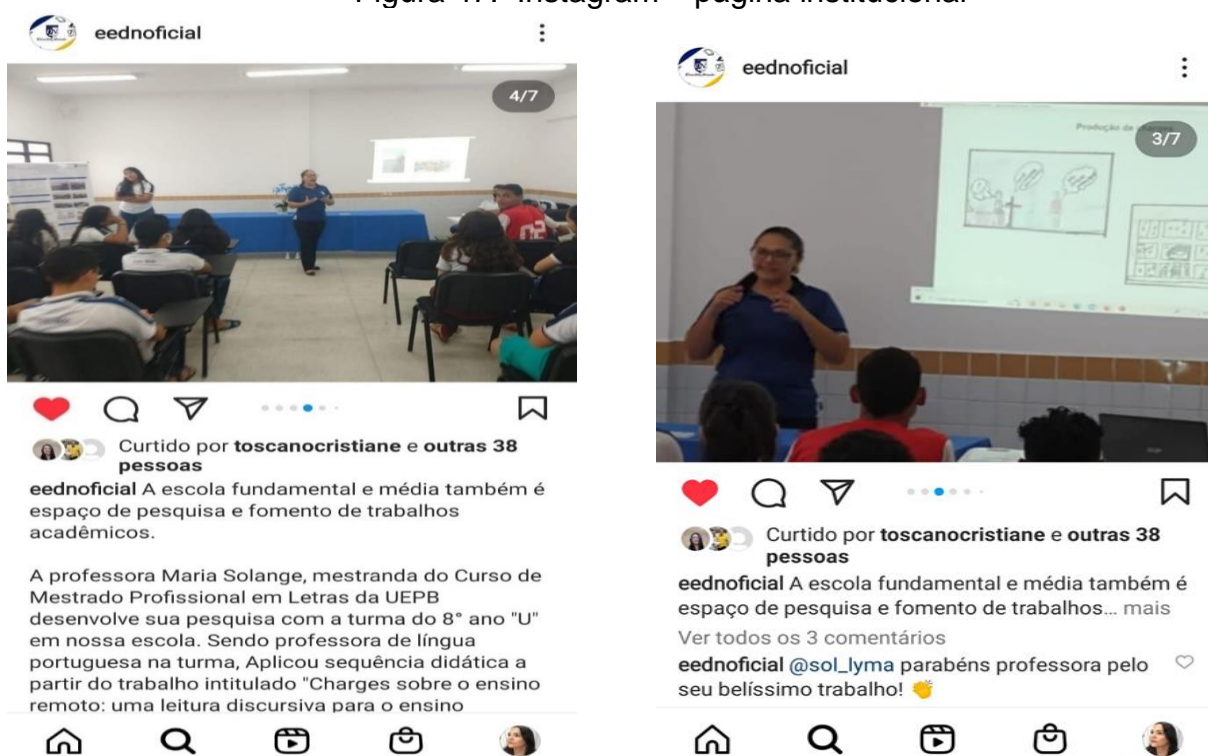 eednoficial
4/7
Curtido por toscanocristiane e outras 38
pessoas
eednoficial A escola fundamental e média também é
espaço de pesquisa e fomento de trabalhos
acadêmicos.
A professora Maria Solange, mestranda do Curso de
Mestrado Profissional em Letras da UEPB
desenvolve sua pesquisa com a turma do 8° ano "U"
em nossa escola. Sendo professora de língua
portuguesa na turma, Aplicou sequência didática a
partir do trabalho intitulado "Charges sobre o ensino
remoto: uma leitura discursiva para o ensino
eednoficial
Produção de
3/7
Curtido por toscanocristiane e outras 38
pessoas
eednoficial A escola fundamental e média também é
espaço de pesquisa e fomento de trabalhos... mais
Ver todos os 3 comentários
eednoficial @sol_lyma parabéns professora pelo
seu belíssimo trabalho! 👏